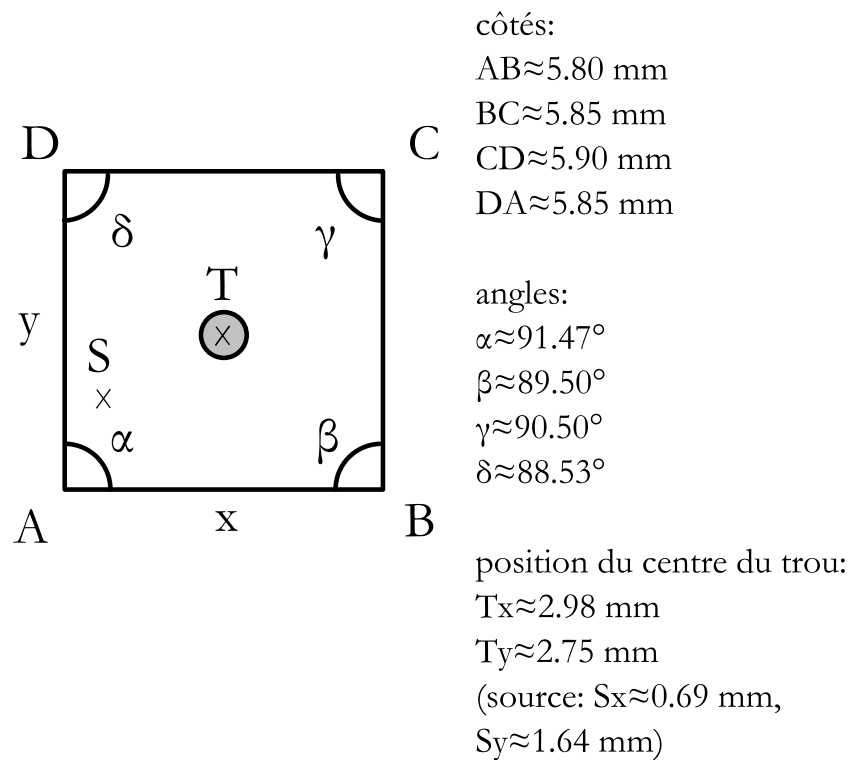 D
C
δ
γ
T
y
S
α
β
A
x
B
côtés:
AB≈5.80 mm
BC≈5.85 mm
CD≈5.90 mm
DA≈5.85 mm
angles:
α≈91.47°
β≈89.50°
γ≈90.50°
δ≈88.53°
position du centre du trou:
Tx≈2.98 mm
Ty≈2.75 mm
(source: Sx≈0.69 mm,
Sy≈1.64 mm)